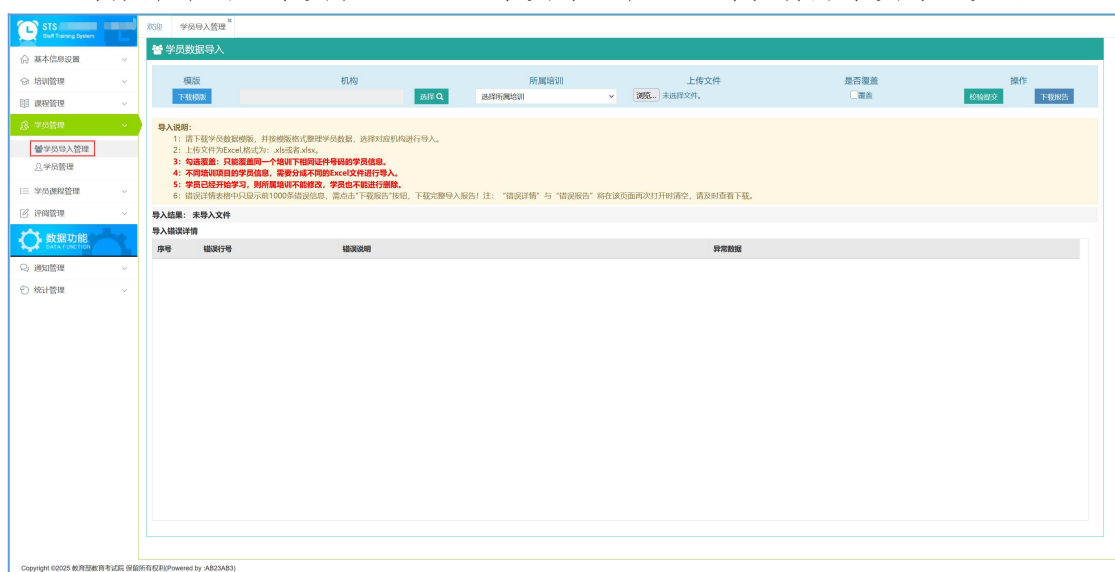 STS
Staff Training System
欢迎 学员导入管理
学员数据导入
基本信息设置
培训管理
课程管理
学员管理
学员导入管理
学员管理
学员课程管理
评阅管理
数据功能
DATA FUNCTION
通知管理
统计管理
模版 机构 所属培训 上传文件 是否覆盖 操作
下载模版 选择 选择所属培训 浏览... 未选择文件。 覆盖 校验提交 下载报告
导入说明:
1: 请下载学员数据模版,并按模版格式整理学员数据,选择对应机构进行导入。
2: 上传文件为Excel,格式为: .xls或者.xlsx。
3: 勾选覆盖: 只能覆盖同一个培训下相同证件号码的学员信息。
4: 不同培训项目的学员信息,需要分成不同的Excel文件进行导入。
5: 学员已经开始学习,则所属培训不能修改,学员也不能进行删除。
6: 错误详情表格中只显示前1000条错误信息,需点击"下载报告"按钮,下载完整导入报告! 注: "错误详情" 与 "错误报告" 将在该页面再次打开时清空,请及时查看下载。
导入结果: 未导入文件
导入错误详情
序号 错误行号 错误说明 异常数据
Copyright ©2025 教育部教育考试院 保留所有权利(Powered by :AB23AB3)